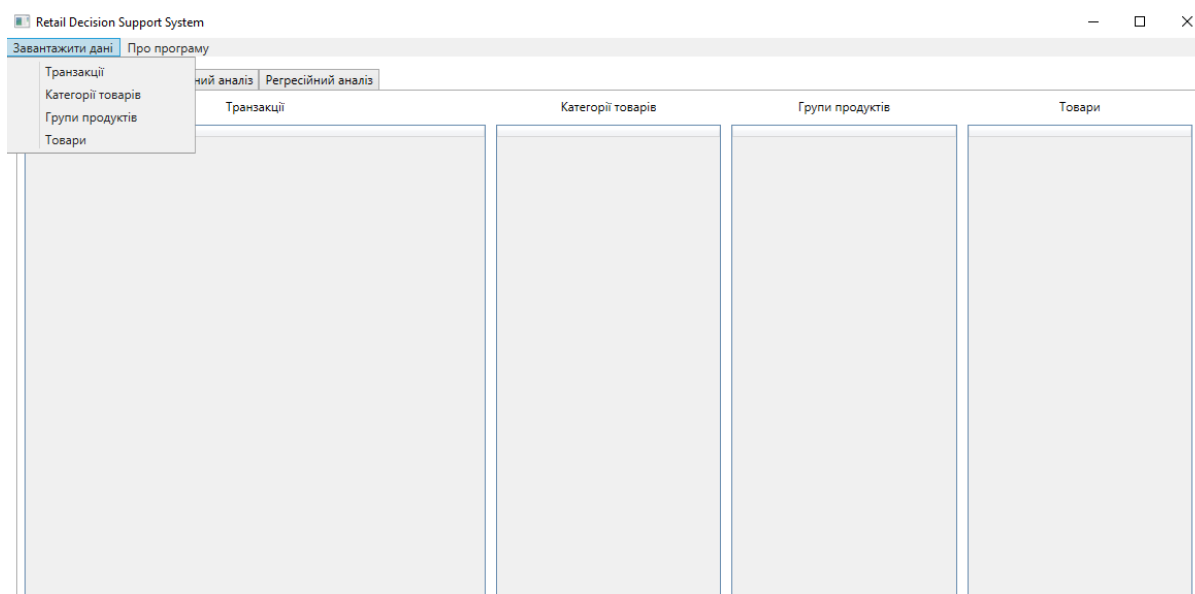 Retail Decision Support System
Завантажити дані Про програму
Транзакції
Категорії товарів
Групи продуктів
Товари
аналіз Регресійний аналіз
Транзакції Категорії товарів Групи продуктів Товари